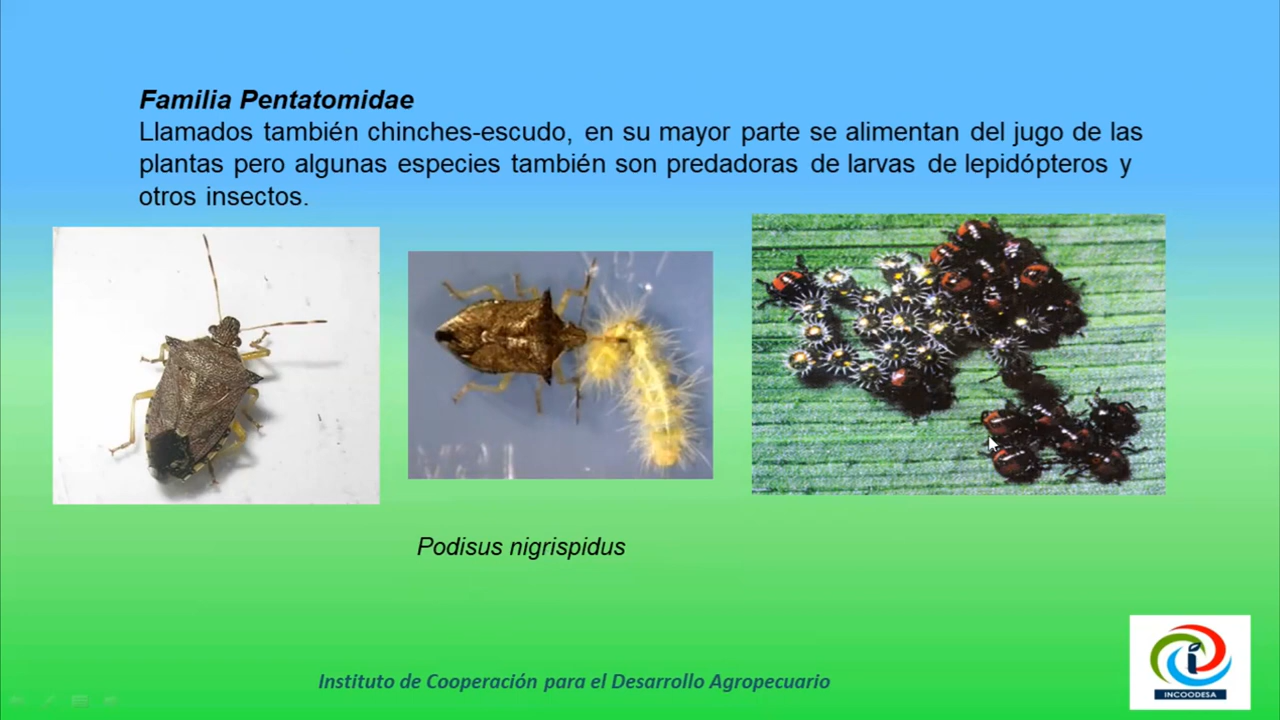 Familia Pentatomidae
Llamados también chinches-escudo, en su mayor parte se alimentan del jugo de las
plantas pero algunas especies también son predadoras de larvas de lepidópteros y
otros insectos.
Podisus nigrispidus
Instituto de Cooperación para el Desarrollo Agropecuario
INCOODESA